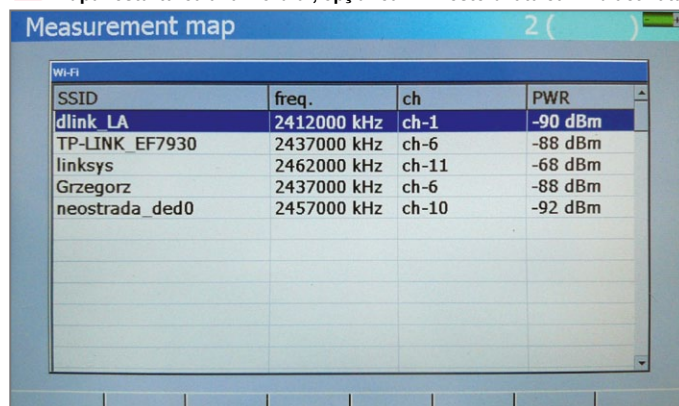 Measurement map 2 ( )
Wi-Fi
SSID freq. ch PWR
dlink_LA 2412000 kHz ch-1 -90 dBm
TP-LINK_EF7930 2437000 kHz ch-6 -88 dBm
linksys 2462000 kHz ch-11 -68 dBm
Grzegorz 2437000 kHz ch-6 -88 dBm
neostrada_ded0 2457000 kHz ch-10 -92 dBm